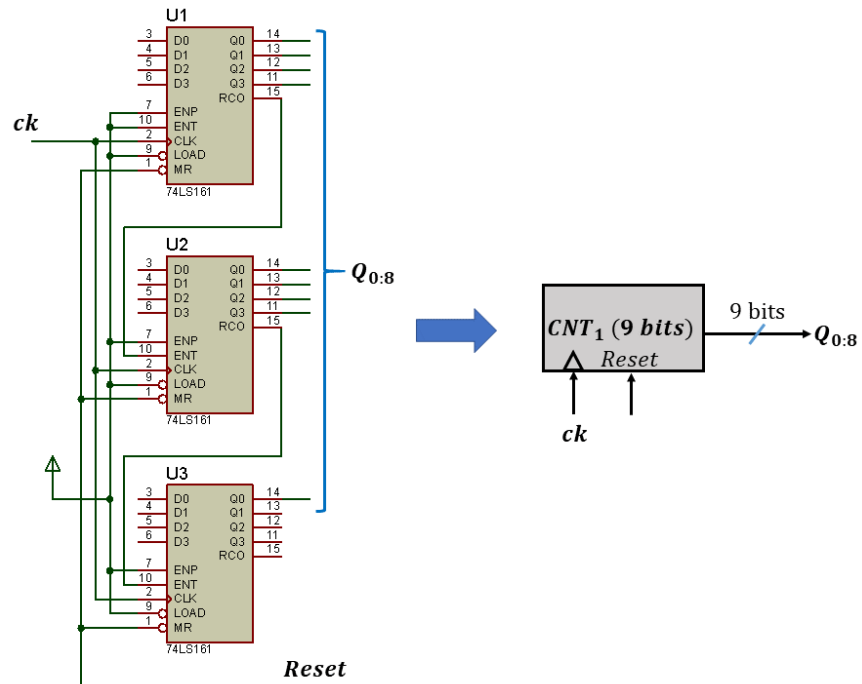 U1
3 D0 Q0 14
4 D1 Q1 13
5 D2 Q2 12
6 D3 Q3 11
RCO 15
7 ENP
10 ENT
2 CLK
9 LOAD
1 MR
74LS161
ck
U2
3 D0 Q0 14
4 D1 Q1 13
5 D2 Q2 12
6 D3 Q3 11
RCO 15
7 ENP
10 ENT
2 CLK
9 LOAD
1 MR
74LS161
U3
3 D0 Q0 14
4 D1 Q1 13
5 D2 Q2 12
6 D3 Q3 11
RCO 15
7 ENP
10 ENT
2 CLK
9 LOAD
1 MR
74LS161
Reset
Q0:8
CNT1 (9 bits)
Reset
ck
9 bits
Q0:8